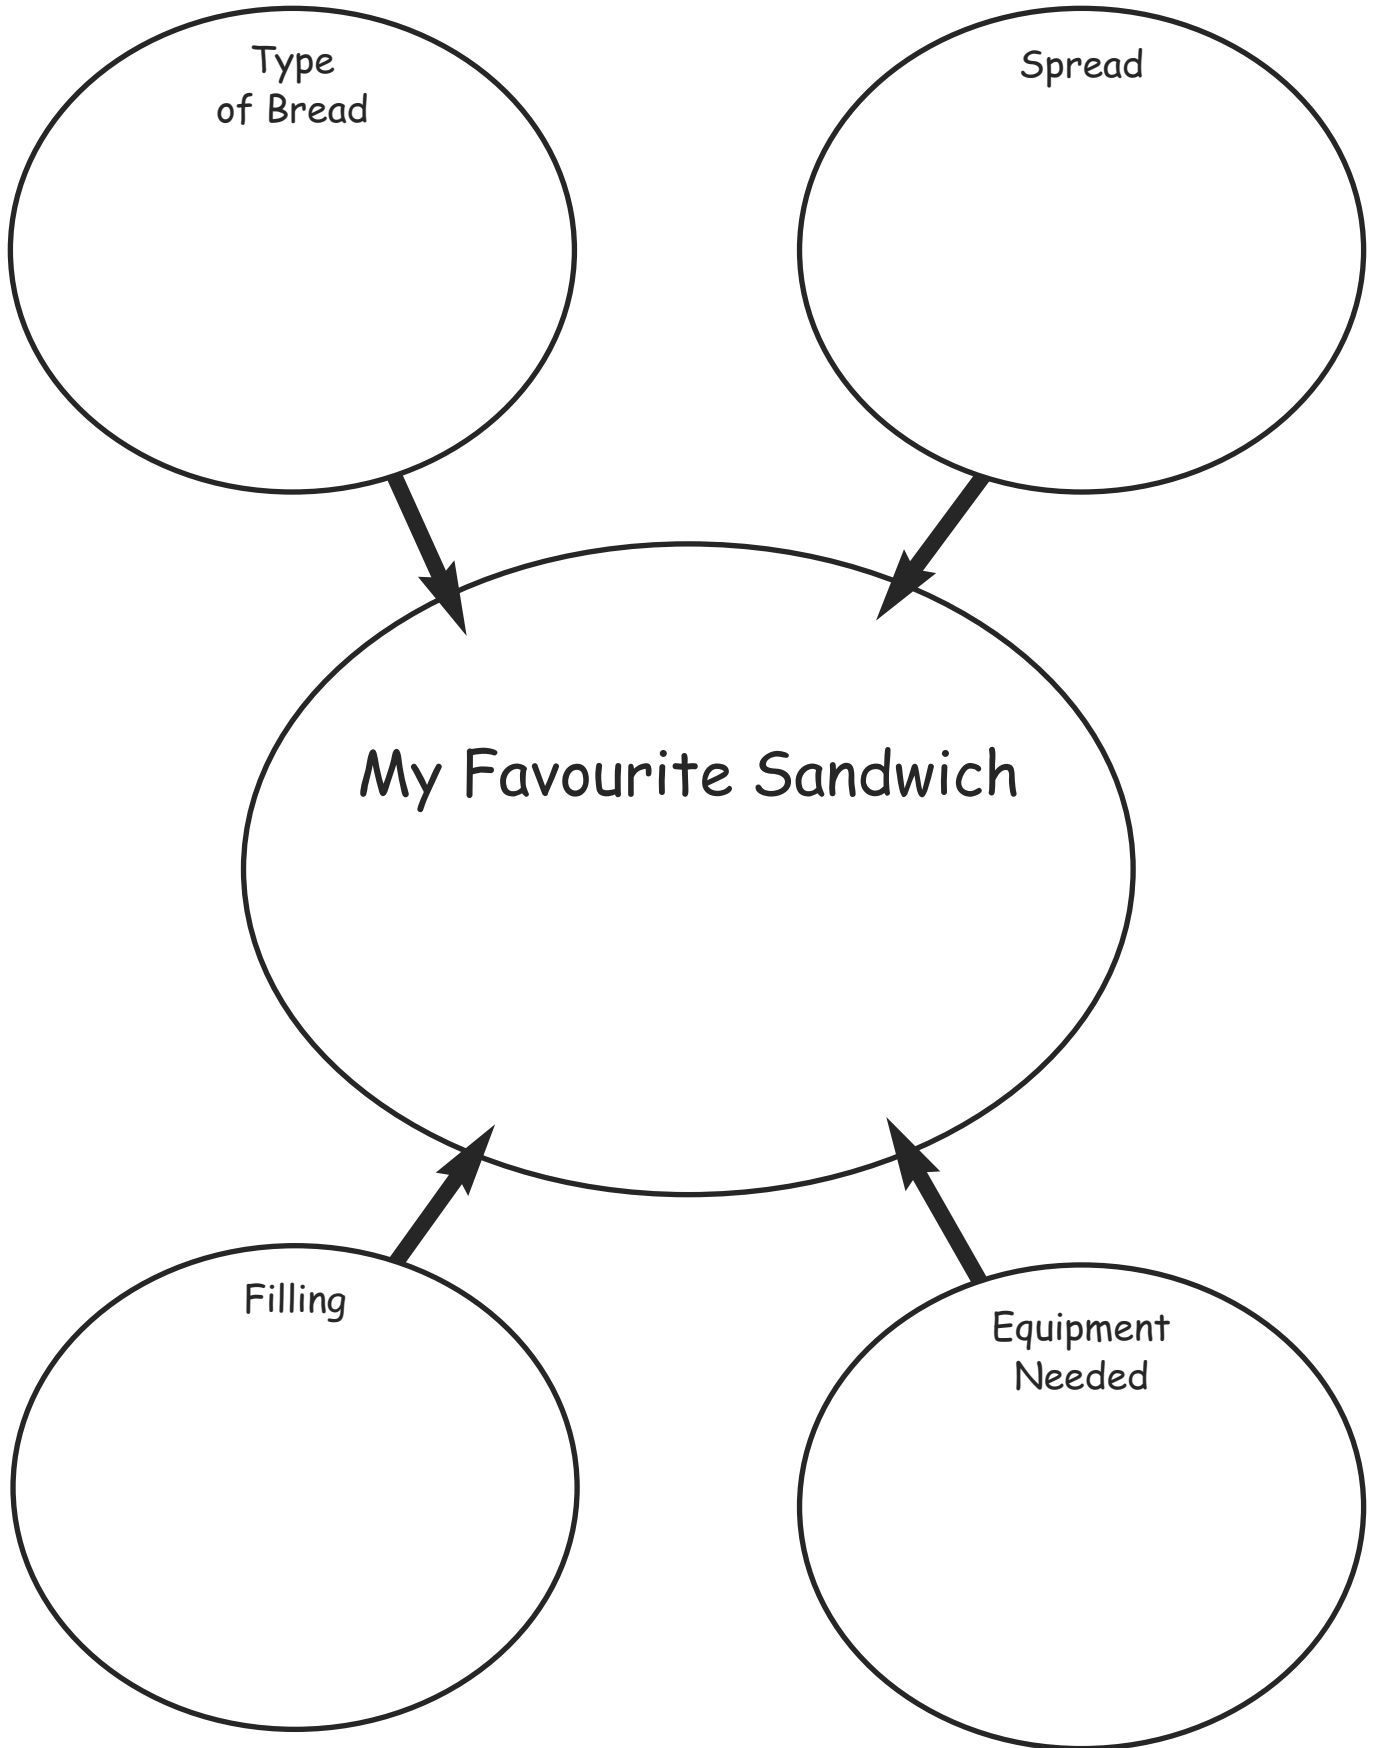 Type
of Bread
Spread
My Favourite Sandwich
Filling
Equipment
Needed